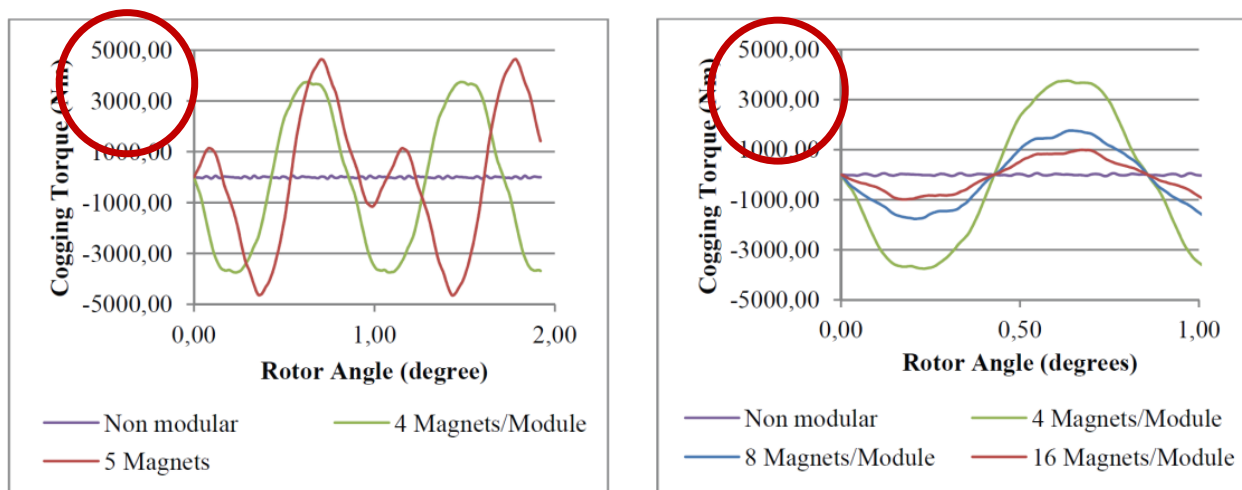 5000,00
3000,00
1000,00
-1000,00
-3000,00
-5000,00
Cogging Torque (Nm)
0,00 1,00 2,00
Rotor Angle (degree)
Non modular 4 Magnets/Module
5 Magnets
5000,00
3000,00
1000,00
-1000,00
-3000,00
-5000,00
Cogging Torque (Nm)
0,00 0,50 1,00
Rotor Angle (degrees)
Non modular 4 Magnets/Module
8 Magnets/Module 16 Magnets/Module